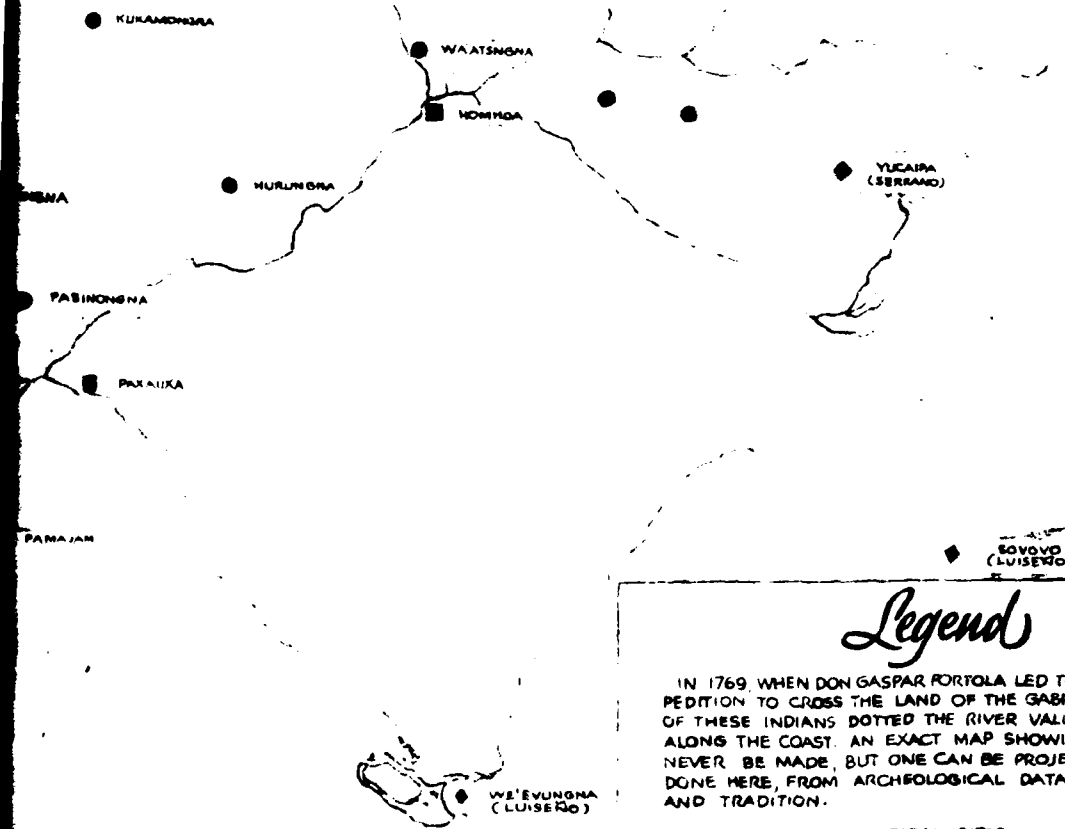 KUKAMONGRA
WAATSNGNA
HOMHOA
YUCAIPA
(SERRANO)
HURUNGNA
PASINONGNA
PAXAUXA
PAMAJAM
SOVOVO
(LUISEÑO
Legend
IN 1769, WHEN DON GASPAR PORTOLA LED T
PEDITION TO CROSS THE LAND OF THE GAB
OF THESE INDIANS DOTTED THE RIVER VAL
ALONG THE COAST. AN EXACT MAP SHOWI
NEVER BE MADE, BUT ONE CAN BE PROJE
DONE HERE, FROM ARCHEOLOGICAL DATA
AND TRADITION.
WE'EVUNGNA
(LUISEÑO)